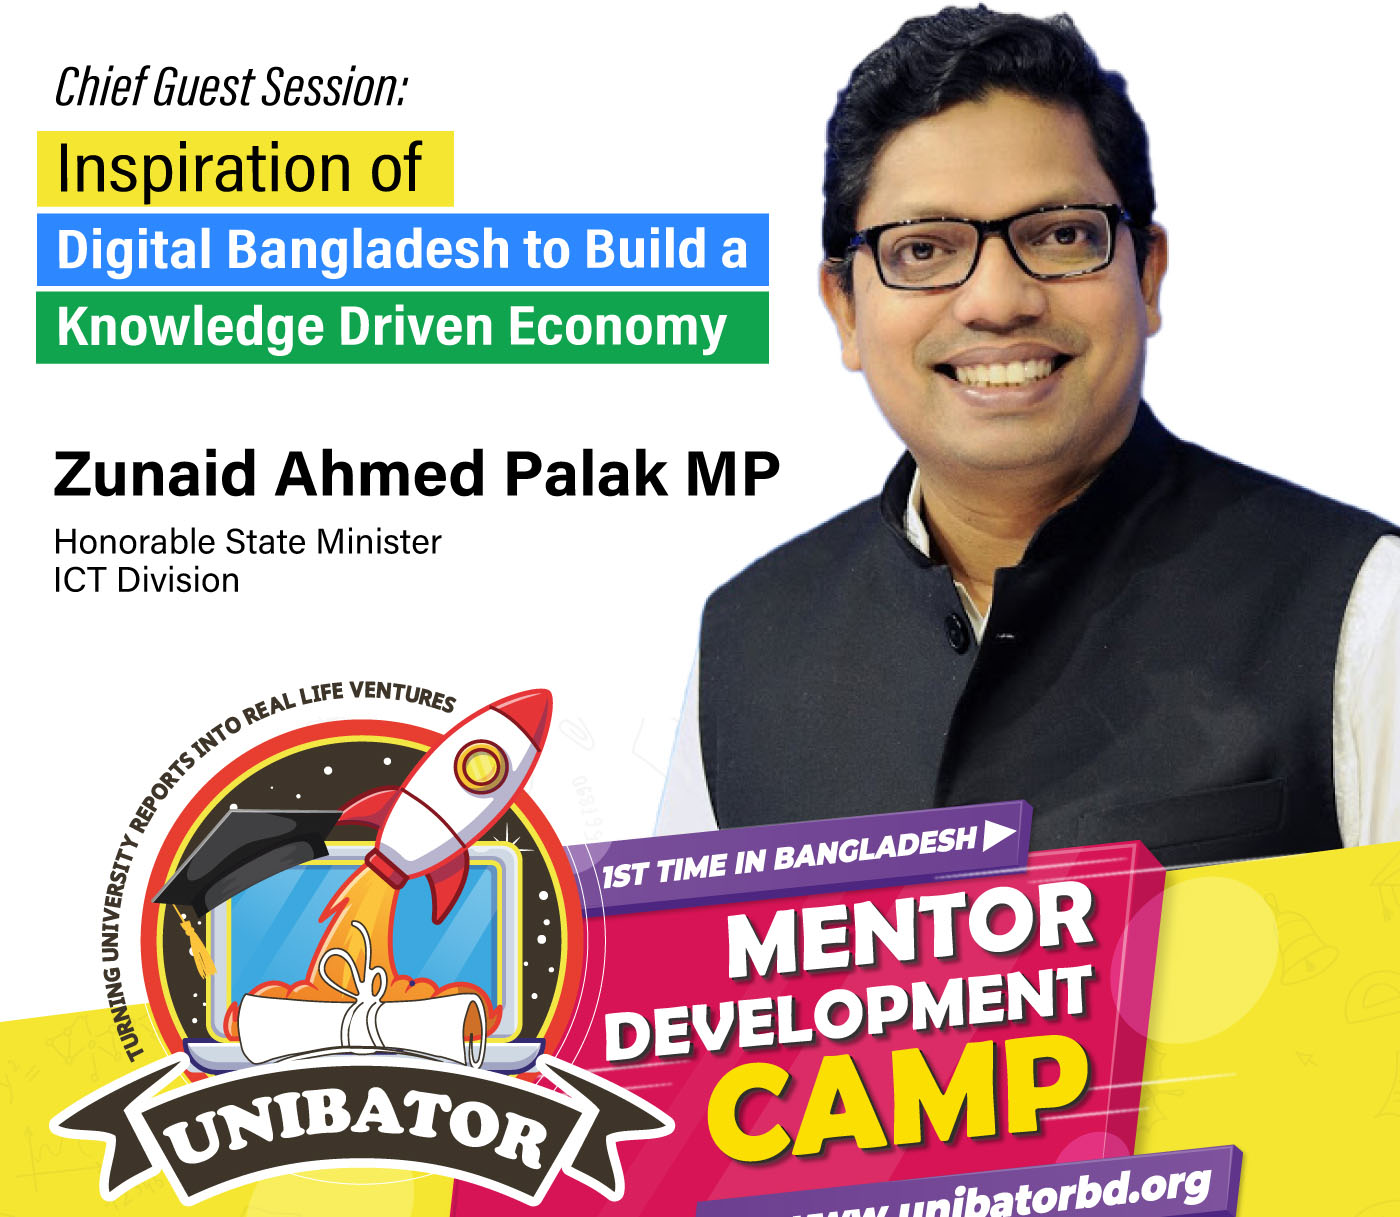 Chief Guest Session:
Inspiration of
Digital Bangladesh to Build a
Knowledge Driven Economy
Zunaid Ahmed Palak MP
Honorable State Minister
ICT Division
TURNING UNIVERSITY REPORTS INTO REAL LIFE VENTURES
UNIBATOR
1ST TIME IN BANGLADESH
MENTOR
DEVELOPMENT
CAMP
www.unibatorbd.org